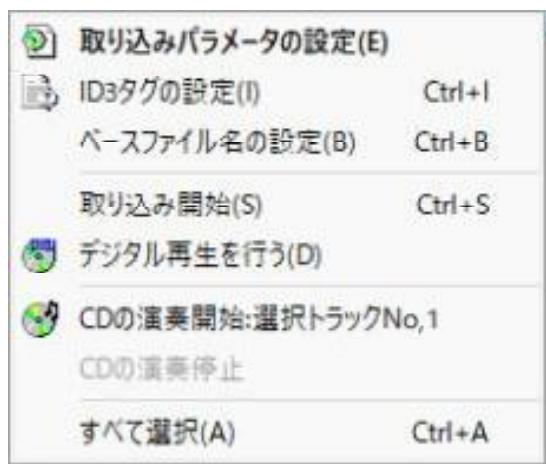 取り込みパラメータの設定(E)
ID3タグの設定(I) Ctrl+I
ベースファイル名の設定(B) Ctrl+B
取り込み開始(S) Ctrl+S
デジタル再生を行う(D)
CDの演奏開始:選択トラックNo,1
CDの演奏停止
すべて選択(A) Ctrl+A